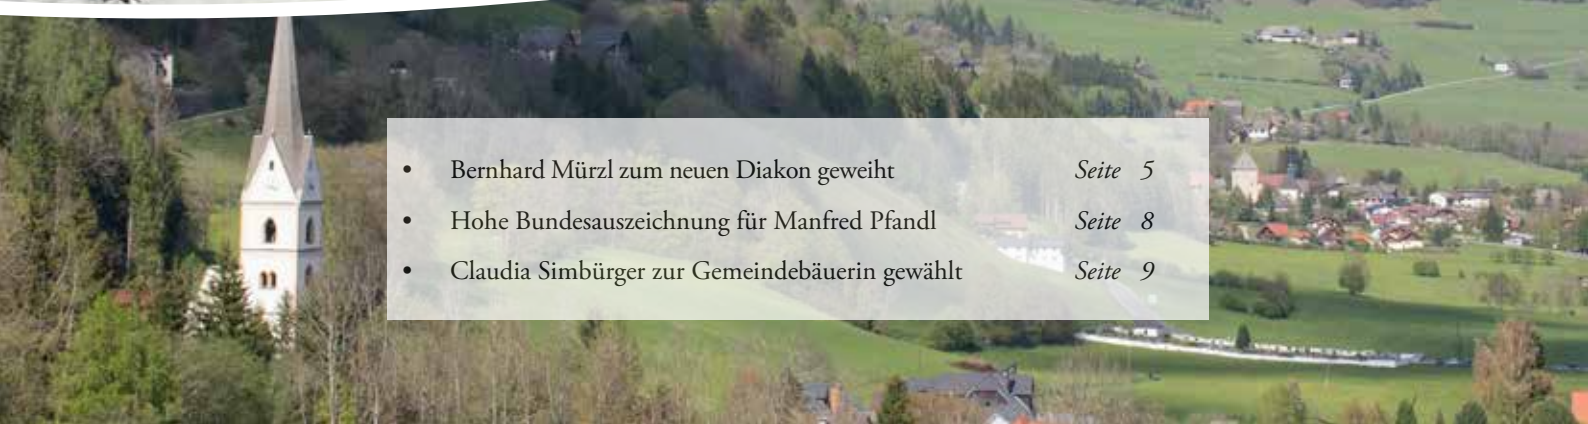 • Bernhard Mürzl zum neuen Diakon geweiht Seite 5
• Hohe Bundesauszeichnung für Manfred Pfandl Seite 8
• Claudia Simbürger zur Gemeindebäuerin gewählt Seite 9